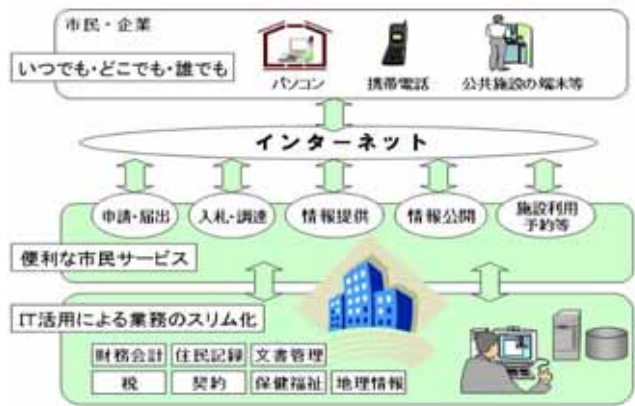 市民・企業
いつでも・どこでも・誰でも
パソコン
携帯電話
公共施設の端末等
インターネット
申請・届出
入札・調達
情報提供
情報公開
施設利用
予約等
便利な市民サービス
IT活用による業務のスリム化
財務会計
住民記録
文書管理
税
契約
保健福祉
地理情報